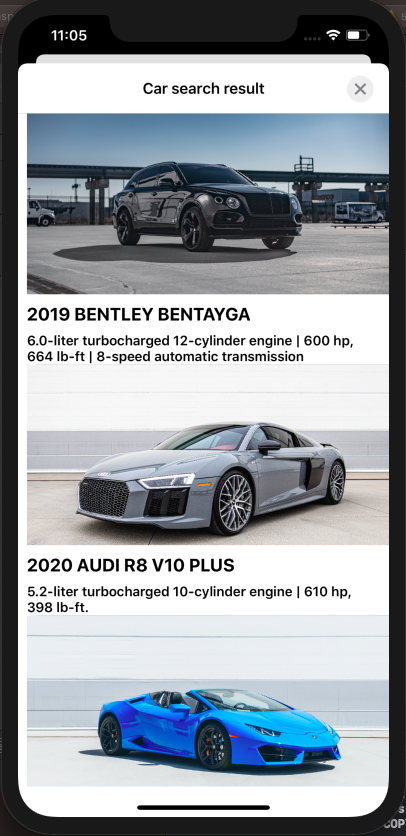 11:05
Car search result
2019 BENTLEY BENTAYGA
6.0-liter turbocharged 12-cylinder engine | 600 hp,
664 lb-ft | 8-speed automatic transmission
2020 AUDI R8 V10 PLUS
5.2-liter turbocharged 10-cylinder engine | 610 hp,
398 lb-ft.